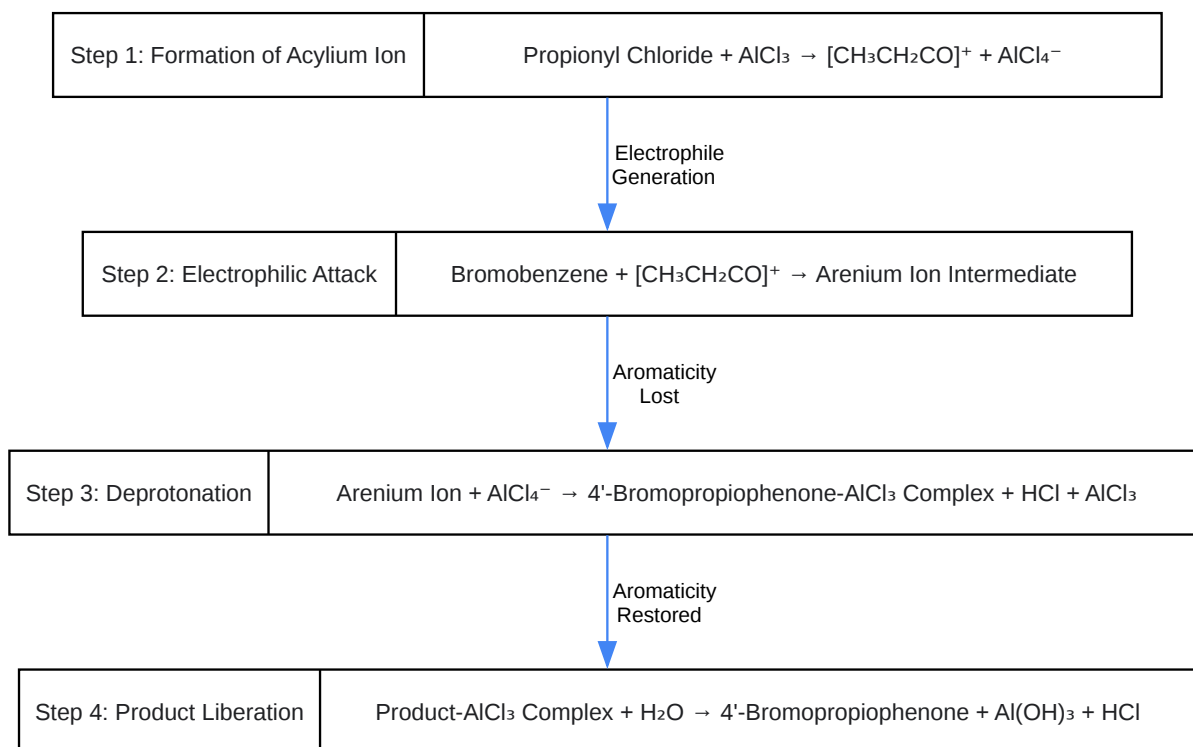 Step 1: Formation of Acylium Ion
Propionyl Chloride + AlCl₃ → [CH₃CH₂CO]⁺ + AlCl₄⁻
Electrophile
Generation
Step 2: Electrophilic Attack
Bromobenzene + [CH₃CH₂CO]⁺ → Arenium Ion Intermediate
Aromaticity
Lost
Step 3: Deprotonation
Arenium Ion + AlCl₄⁻ → 4'-Bromopropiophenone-AlCl₃ Complex + HCl + AlCl₃
Aromaticity
Restored
Step 4: Product Liberation
Product-AlCl₃ Complex + H₂O → 4'-Bromopropiophenone + Al(OH)₃ + HCl